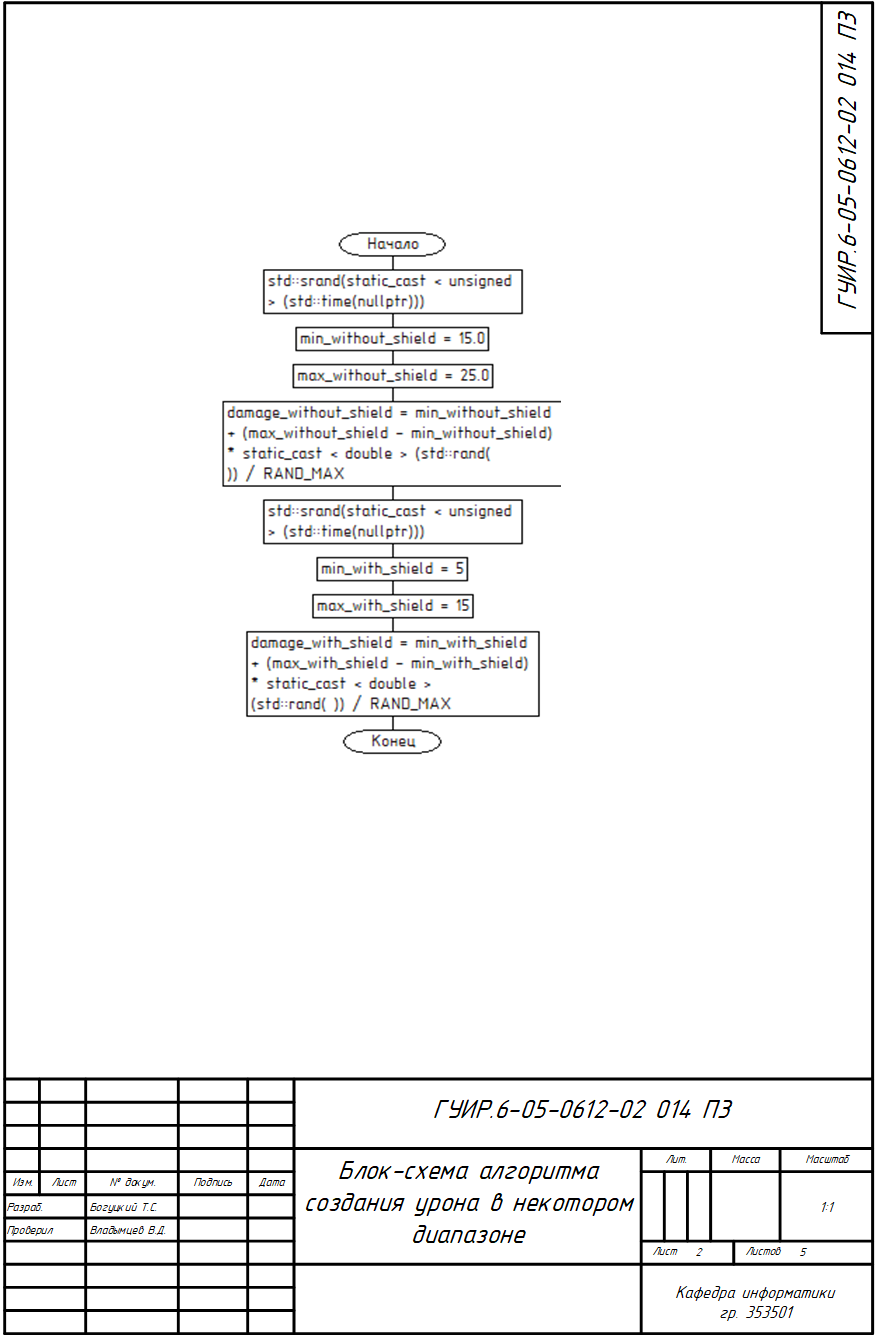 ГУИР.6-05-0612-02 014 ПЗ
Начало
std::srand(static_cast < unsigned
> (std::time(nullptr)))
min_without_shield = 15.0
max_without_shield = 25.0
damage_without_shield = min_without_shield
+ (max_without_shield - min_without_shield)
* static_cast < double > (std::rand(
)) / RAND_MAX
std::srand(static_cast < unsigned
> (std::time(nullptr)))
min_with_shield = 5
max_with_shield = 15
damage_with_shield = min_with_shield
+ (max_with_shield - min_with_shield)
* static_cast < double >
(std::rand( )) / RAND_MAX
Конец
ГУИР.6-05-0612-02 014 ПЗ
Изм. Лист № докум. Подпись Дата
Разраб. Богуцкий Т.С.
Проверил Владымцев В.Д.
Блок-схема алгоритма
создания урона в некотором
диапазоне
Лит. Масса Масштаб
1:1
Лист 2 Листов 5
Кафедра информатики
гр. 353501